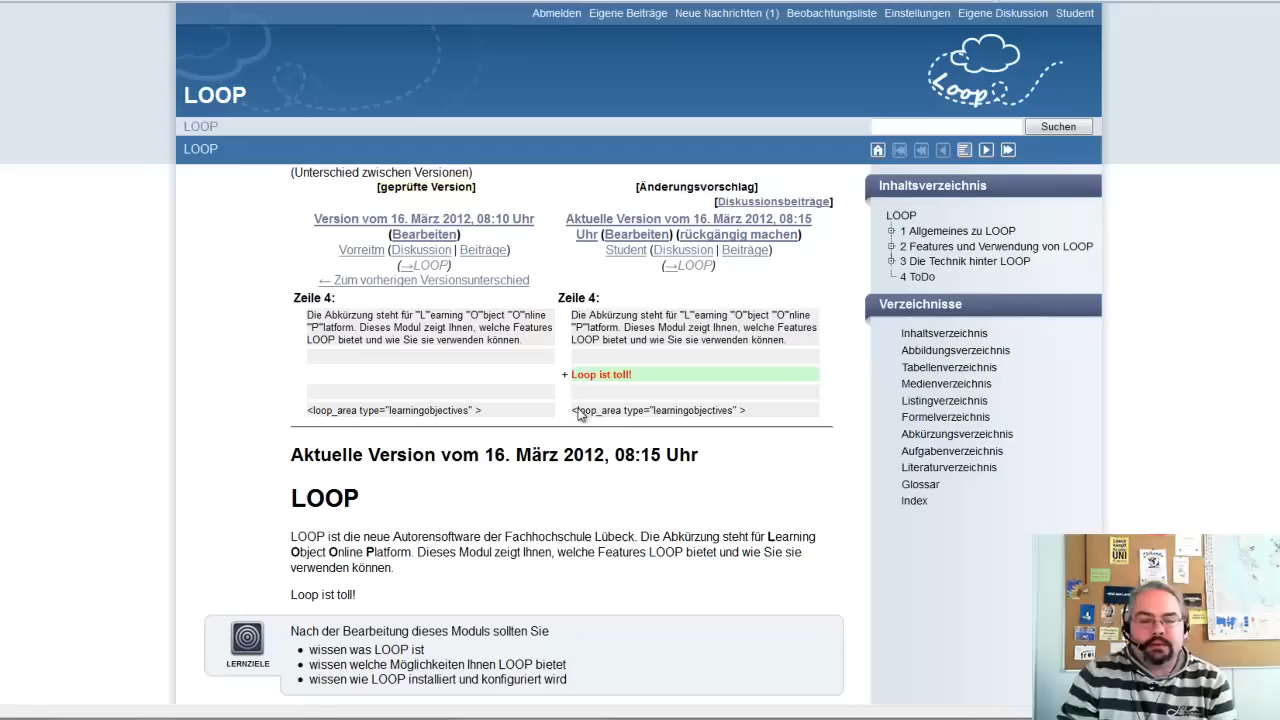 Abmelden Eigene Beiträge Neue Nachrichten (1) Beobachtungsliste Einstellungen Eigene Diskussion Student
Loop
LOOP
LOOP
Suchen
LOOP
(Unterschied zwischen Versionen)
[geprüfte Version]
[Änderungsvorschlag]
[Diskussionsbeiträge]
Version vom 16. März 2012, 08:10 Uhr
(Bearbeiten)
Vorreitm (Diskussion | Beiträge)
(→LOOP)
← Zum vorherigen Versionsunterschied
Aktuelle Version vom 16. März 2012, 08:15
Uhr (Bearbeiten) (rückgängig machen)
Student (Diskussion | Beiträge)
(→LOOP)
Zeile 4:
Die Abkürzung steht für '''L'''earning '''O'''bject '''O'''nline
'''P'''latform. Dieses Modul zeigt Ihnen, welche Features
LOOP bietet und wie Sie sie verwenden können.
<loop_area type="learningobjectives" >
Zeile 4:
Die Abkürzung steht für '''L'''earning '''O'''bject '''O'''nline
'''P'''latform. Dieses Modul zeigt Ihnen, welche Features
LOOP bietet und wie Sie sie verwenden können.
+ Loop ist toll!
<loop_area type="learningobjectives" >
Aktuelle Version vom 16. März 2012, 08:15 Uhr
LOOP
LOOP ist die neue Autorensoftware der Fachhochschule Lübeck. Die Abkürzung steht für Learning
Object Online Platform. Dieses Modul zeigt Ihnen, welche Features LOOP bietet und wie Sie sie
verwenden können.
Loop ist toll!
LERNZIELE
Nach der Bearbeitung dieses Moduls sollten Sie
wissen was LOOP ist
wissen welche Möglichkeiten Ihnen LOOP bietet
wissen wie LOOP installiert und konfiguriert wird
Inhaltsverzeichnis
LOOP
1 Allgemeines zu LOOP
2 Features und Verwendung von LOOP
3 Die Technik hinter LOOP
4 ToDo
Verzeichnisse
Inhaltsverzeichnis
Abbildungsverzeichnis
Tabellenverzeichnis
Medienverzeichnis
Listingverzeichnis
Formelverzeichnis
Abkürzungsverzeichnis
Aufgabenverzeichnis
Literaturverzeichnis
Glossar
Index
UNI